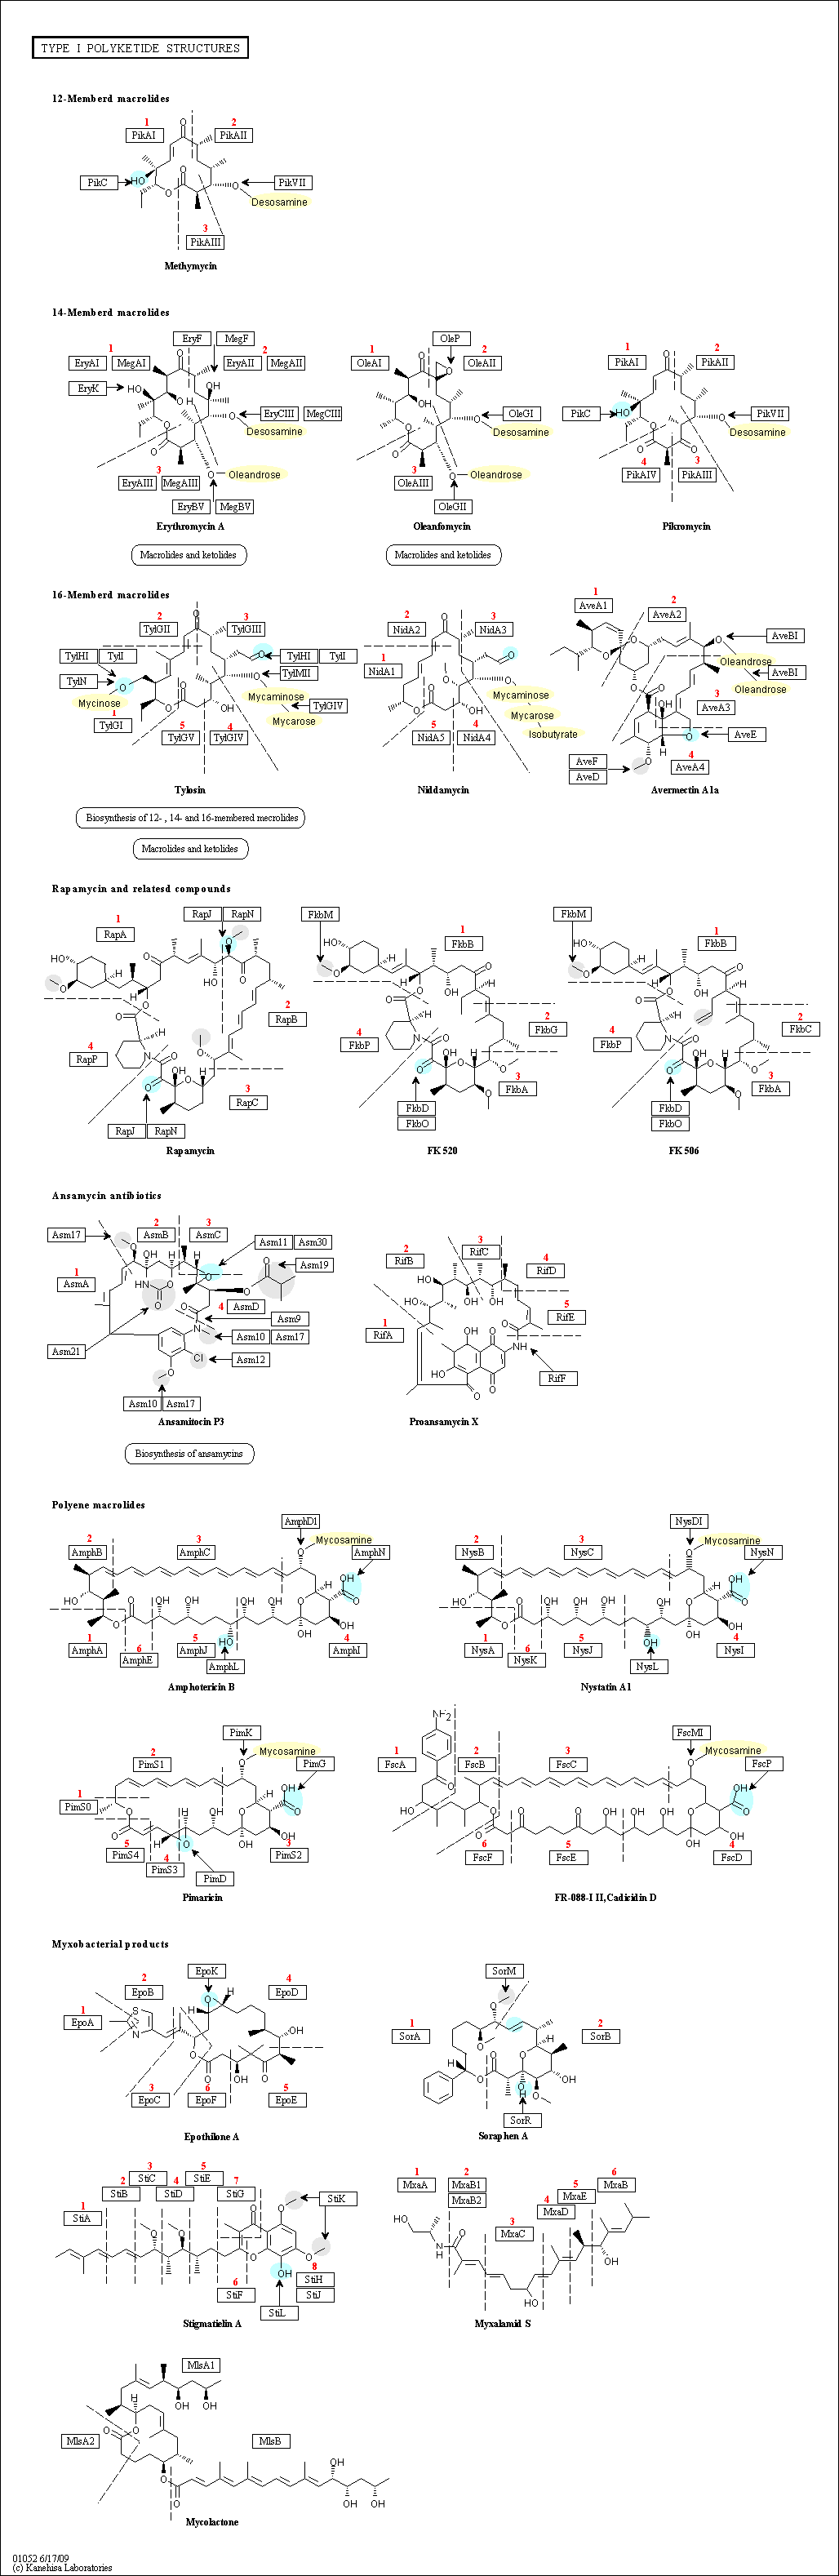 TYPE I POLYKETIDE STRUCTURES
12-Memberd macrolides
1 2
PikAI PikAII
O
PikC HO O PikVII
O O Desosamine
3
PikAIII
Methymycin
14-Memberd macrolides
EryF MegF OleP
1 2 1 2 1 2
EryAI MegAI EryAII MegAII OleAI OleAII PikAI PikAII
O O O O
EryK HO OH OH OH
O EryCIII MegCIII O OleGI PikC HO O PikVII
Desosamine Desosamine Desosamine
O O O O O O O O
3 3 4 3
EryAIII MegAIII O Oleandrose OleAIII O Oleandrose PikAIV PikAIII
EryBV MegBV OleGII
Erythromycin A Oleanfomycin Pikromycin
Macrolides and ketolides Macrolides and ketolides
16-Memberd macrolides
1
AveA1
2 3 2 3 2
TylGII TylGIII NidA2 NidA3 AveA2
O O O O
TylHI TylI O TylHI TylI O O AveBI
1
NidA1
TylN O O TylMII O Oleandrose
AveBI
Mycinose Mycaminose Mycaminose Oleandrose
O O OH Mycarose TylGIV O O OH Mycarose O O OH
1 3
TylGI Isobutyrate AveA3
5 4 5 4
TylGV TylGIV NidA5 NidA4 O AveE
H
AveF O 4
AveD AveA4
Tylosin Niddamycin Avermectin A1a
Biosynthesis of 12- , 14- and 16-membered mecrolides
Macrolides and ketolides
Rapamycin and relatesd compounds
RapJ RapN FkbM FkbM
1 1 1
RapA FkbB FkbB
O
HO O HO HO
H O OH O H OH O H OH O
O O O
2
RapB
O O O
2 2
FkbG FkbC
4 4 4
RapP FkbP FkbP
N O N O N O
OH H OH H OH H
O O O O O O O O
3 3 3
RapC FkbA FkbA
FkbD FkbD
RapJ RapN FkbO O FkbO O
Rapamycin FK 520 FK 506
Ansamycin antibiotics
2 3 3
Asm17 AsmB AsmC 2 RifC
O Asm11 Asm30 RifB 4
OH H H RifD
1 O Asm19
AsmA HN O O O HO OH OH OH
4 HO 5
O AsmD RifE
O Asm9 1
RifA O
N Asm10 Asm17 OH O
NH
Asm21 Cl Asm12
O HO O RifF
O
Asm10 Asm17
Ansamitocin P3 Proansamycin X
Biosynthesis of ansamycins
Polyene macrolides
AmphD1 NysDI
2 3 Mycosamine 2 3 Mycosamine
AmphB AmphC O AmphN NysB NysC O NysN
OH OH
H H
HO O OH OH OH OH O O HO O OH OH OH O O
O O OH O OH
HO OH OH OH
1 5 4 1 5 4
AmphA 6 AmphJ AmphI NysA 6 NysJ NysI
AmphE AmphL NysK NysL
Amphotericin B Nystatin A1
NH2
PimK FscMI
2 Mycosamine 1 2 3 Mycosamine
PimS1 O PimG FscA FscB FscC O FscP
1 OH OH
PimS0 O H O O
O H OH O HO O O O OH OH OH O
O H O OH OH O OH OH
5 4 3 6 5 4
PimS4 PimS3 PimS2 FscF FscE FscD
PimD
Pimaricin FR-088-I II,Cadicidin D
Myxobacterial products
EpoK SorM
2 4
EpoB EpoD
1 S O H O 1 2
EpoA N H SorA SorB
OH O H
O H O
O OH O O O OH OH
3 6 5 O
EpoC EpoF EpoE SorR
Epothilone A Soraphen A
3 5 1 2 6
StiC StiE MxaA MxaB1 MxaB
2 4 7 5
StiB StiD StiG O StiK MxaB2 MxaE
1 4
StiA 3 MxaD
O O O HO O MxaC
O O N OH
OH 8 H
6 StiH
StiF StiJ HO
StiL
Stigmatielin A Myxalamid S
MlsA1
H OH OH
O
O
MlsA2 MlsB
O OH
O OH OH
Mycolactone
01052 6/17/09
(c) Kanehisa Laboratories